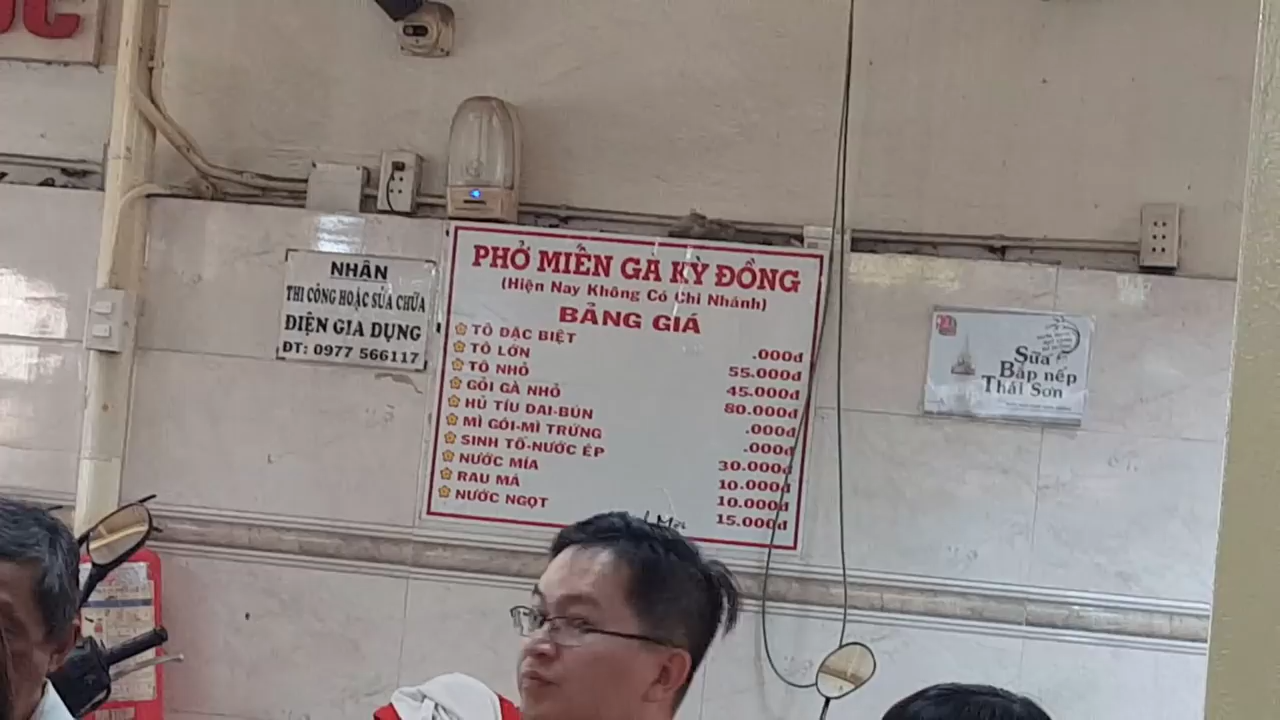 NHÂN
THI CÔNG HOẶC SỬA CHỮA
ĐIỆN GIA DỤNG
ĐT: 0977 566117
PHỞ MIẾN GÀ KỲ ĐỒNG
(Hiện Nay Không Có Chi Nhánh)
BẢNG GIÁ
TÔ ĐẶC BIỆT .000đ
TÔ LỚN 55.000đ
TÔ NHỎ 45.000đ
GỎI GÀ NHỎ 80.000đ
HỦ TÍU DAI-BÚN .000đ
MÌ GÓI-MÌ TRỨNG .000đ
SINH TỐ-NƯỚC ÉP 30.000đ
NƯỚC MÍA 10.000đ
RAU MÁ 10.000đ
NƯỚC NGỌT 15.000đ
Sữa
Bắp nếp
Thái Sơn